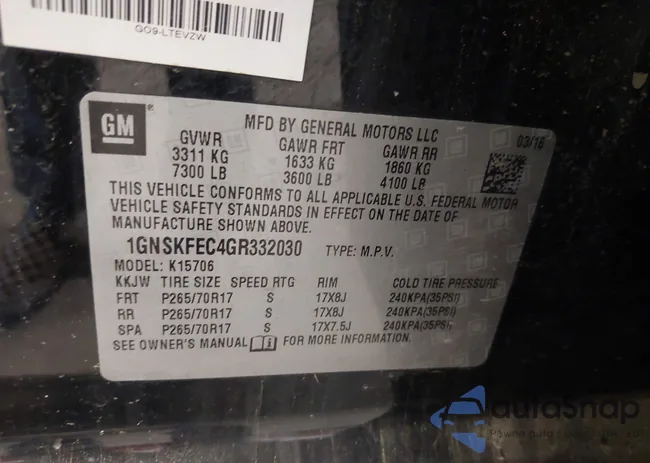 GO9-LTEVZW
GM
MFD BY GENERAL MOTORS LLC
03/16
GVWR GAWR FRT GAWR RR
3311 KG 1633 KG 1860 KG
7300 LB 3600 LB 4100 LB
THIS VEHICLE CONFORMS TO ALL APPLICABLE U.S. FEDERAL MOTOR
VEHICLE SAFETY STANDARDS IN EFFECT ON THE DATE OF
MANUFACTURE SHOWN ABOVE.
1GNSKFEC4GR332030 TYPE: M.P.V.
MODEL: K15706
KKJW TIRE SIZE SPEED RTG RIM COLD TIRE PRESSURE
FRT P265/70R17 S 17X8J 240KPA(35PSI)
RR P265/70R17 S 17X8J 240KPA(35PSI)
SPA P265/70R17 S 17X7.5J 240KPA(35PSI)
SEE OWNER'S MANUAL FOR MORE INFORMATION.
autoSnap